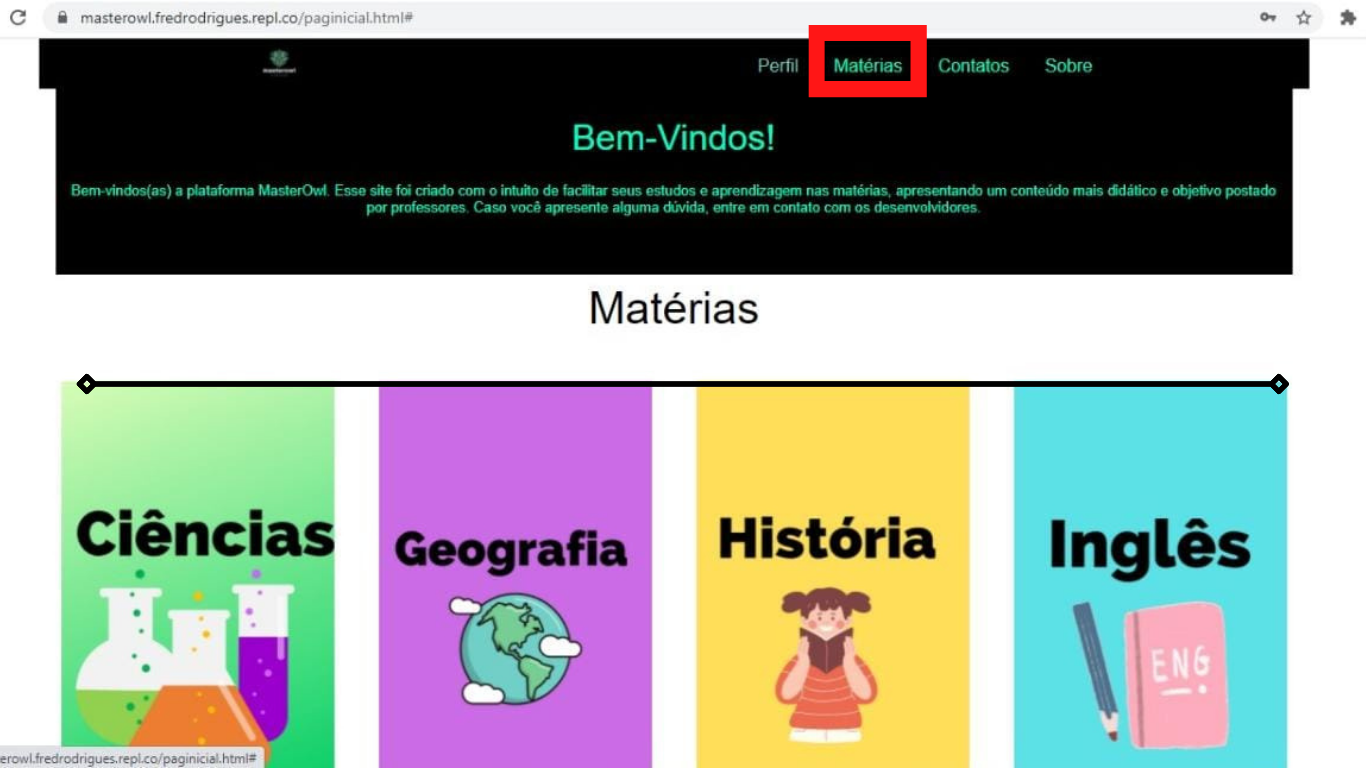 masterowl.fredrodrigues.repl.co/paginicial.html#
masterowl
Perfil Matérias Contatos Sobre
Bem-Vindos!
Bem-vindos(as) a plataforma MasterOwl. Esse site foi criado com o intuito de facilitar seus estudos e aprendizagem nas matérias, apresentando um conteúdo mais didático e objetivo postado
por professores. Caso você apresente alguma dúvida, entre em contato com os desenvolvedores.
Matérias
Ciências
Geografia
História
Inglês
ENG
erowl.fredrodrigues.repl.co/paginicial.html#